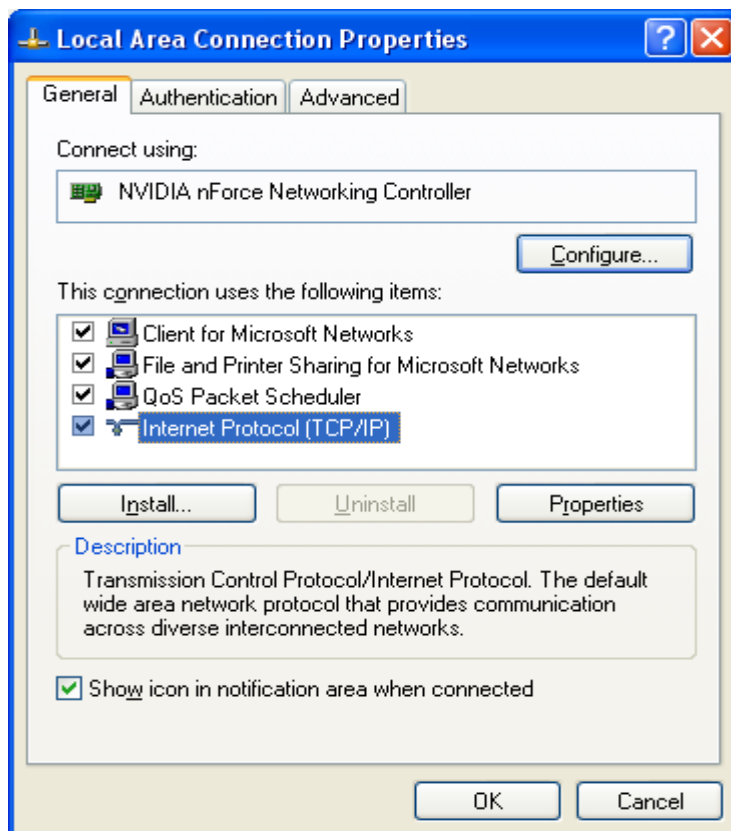 Local Area Connection Properties
General Authentication Advanced
Connect using:
NVIDIA nForce Networking Controller
Configure...
This connection uses the following items:
Client for Microsoft Networks
File and Printer Sharing for Microsoft Networks
QoS Packet Scheduler
Internet Protocol (TCP/IP)
Install... Uninstall Properties
Description
Transmission Control Protocol/Internet Protocol. The default
wide area network protocol that provides communication
across diverse interconnected networks.
Show icon in notification area when connected
OK Cancel